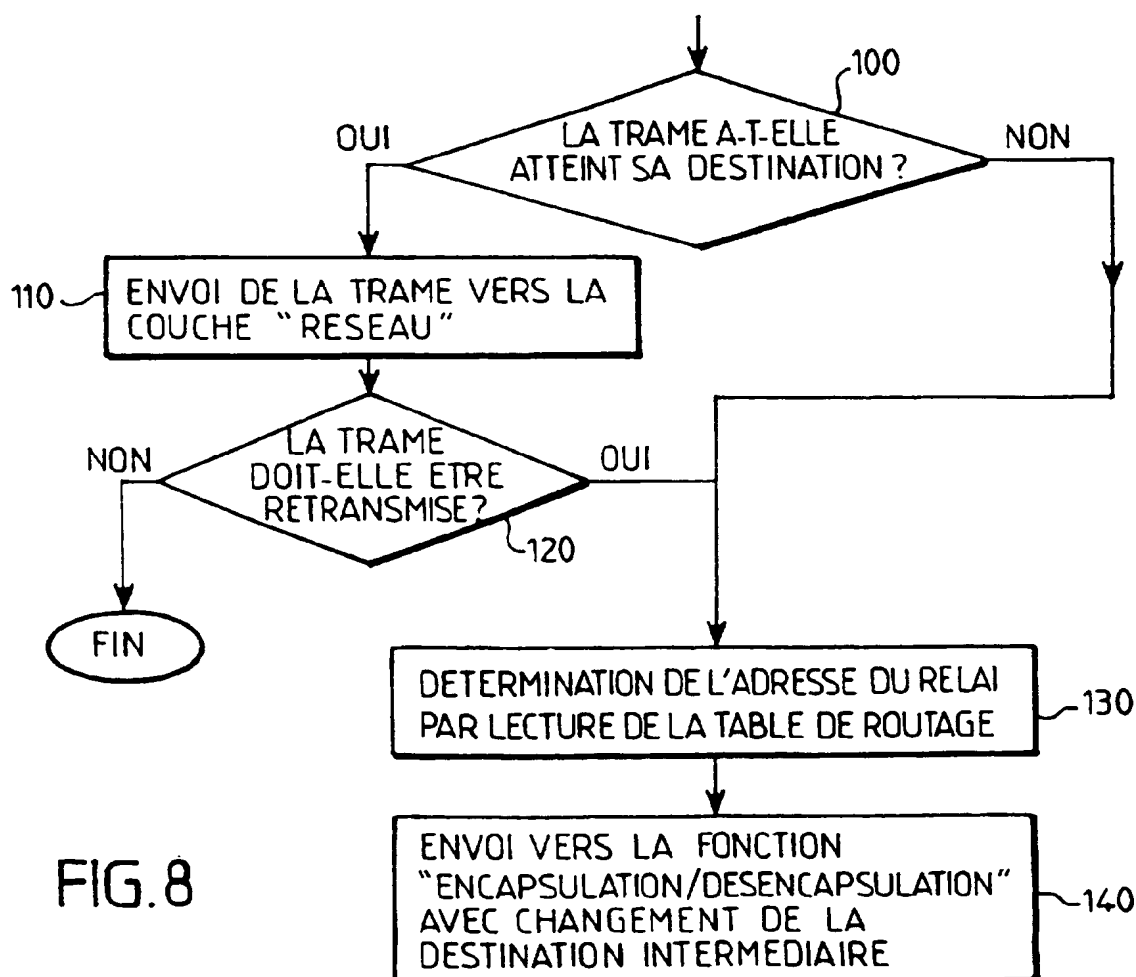 100
LA TRAME A-T-ELLE
ATTEINT SA DESTINATION ?
OUI
NON
110
ENVOI DE LA TRAME VERS LA
COUCHE "RESEAU"
LA TRAME
DOIT-ELLE ETRE
RETRANSMISE?
NON
OUI
120
FIN
DETERMINATION DE L'ADRESSE DU RELAI
PAR LECTURE DE LA TABLE DE ROUTAGE
130
ENVOI VERS LA FONCTION
"ENCAPSULATION/DESENCAPSULATION"
AVEC CHANGEMENT DE LA
DESTINATION INTERMEDIAIRE
140
FIG.8